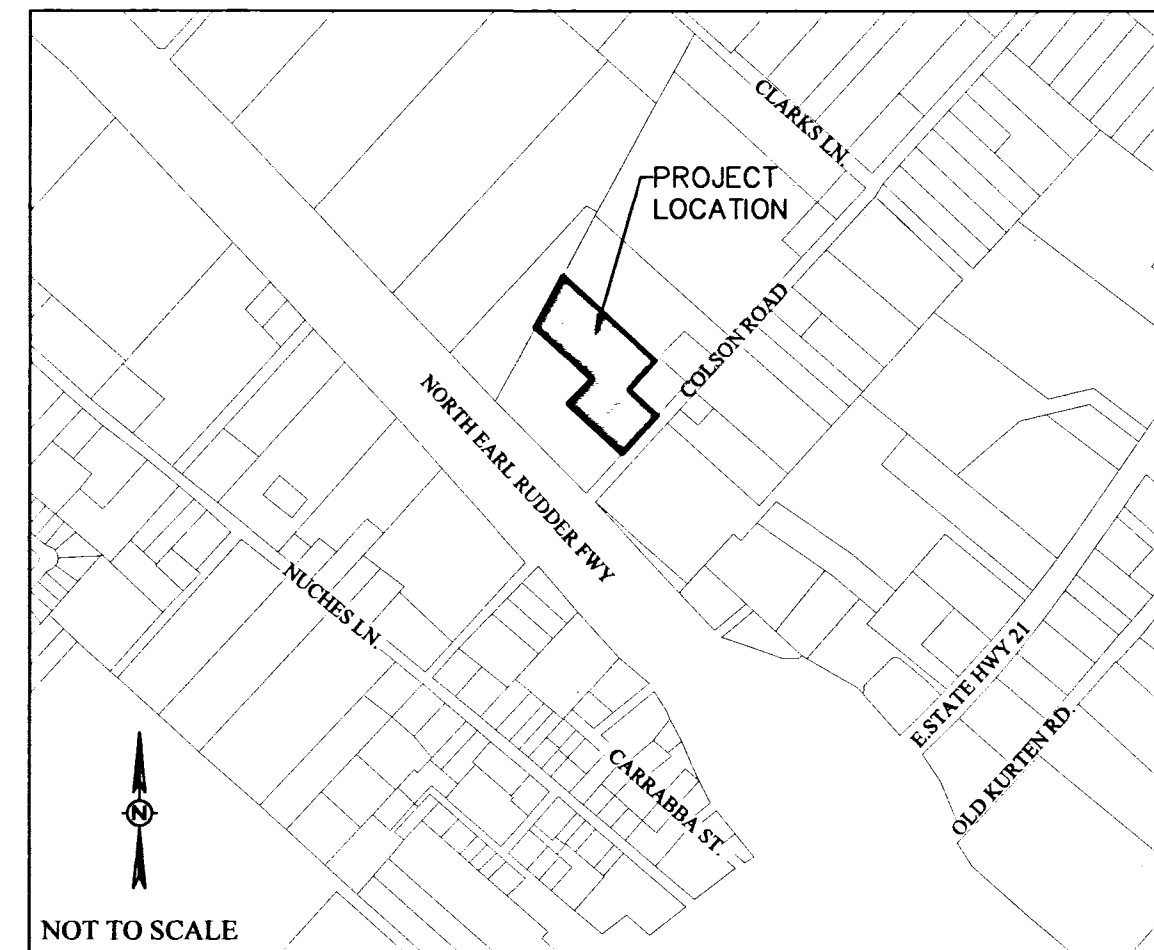 CLARKS LN.
PROJECT
LOCATION
COLSON ROAD
NORTH EARL RUDDER FWY
NUCHES LN.
E.STATE HWY 21
OLD KURTEN RD.
CARRABBA ST.
N
NOT TO SCALE